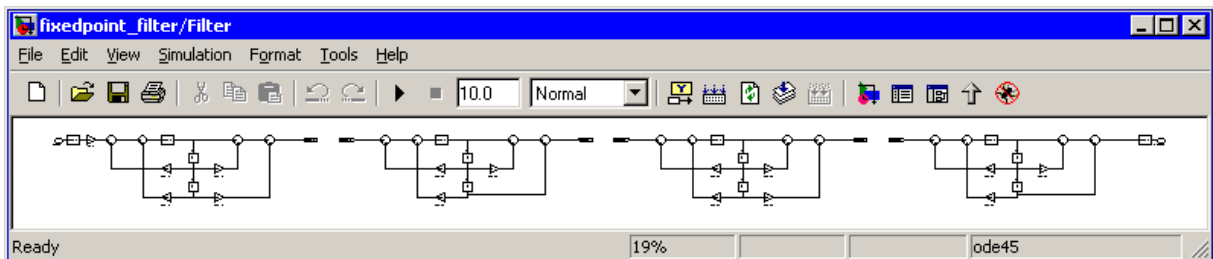 fixedpoint_filter/Filter
File Edit View Simulation Format Tools Help
10.0 Normal
Ready 19% ode45